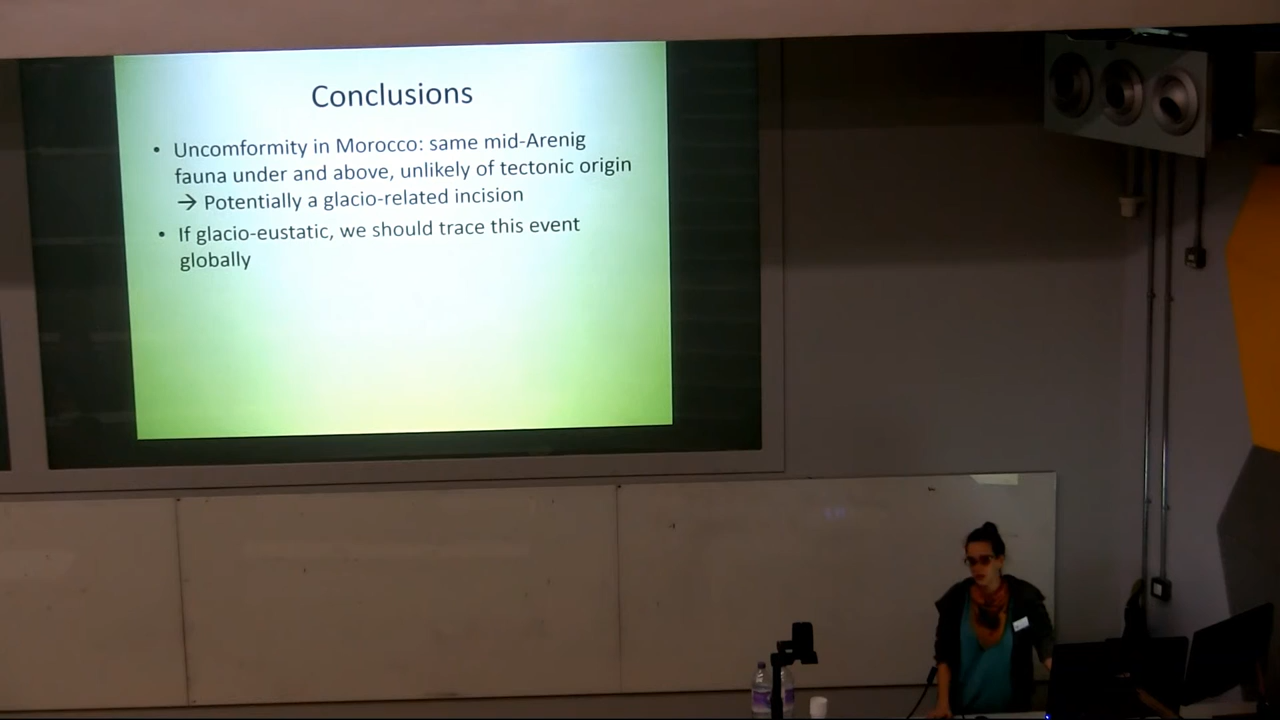 Conclusions
• Uncomformity in Morocco: same mid-Arenig
fauna under and above, unlikely of tectonic origin
→ Potentially a glacio-related incision
• If glacio-eustatic, we should trace this event
globally